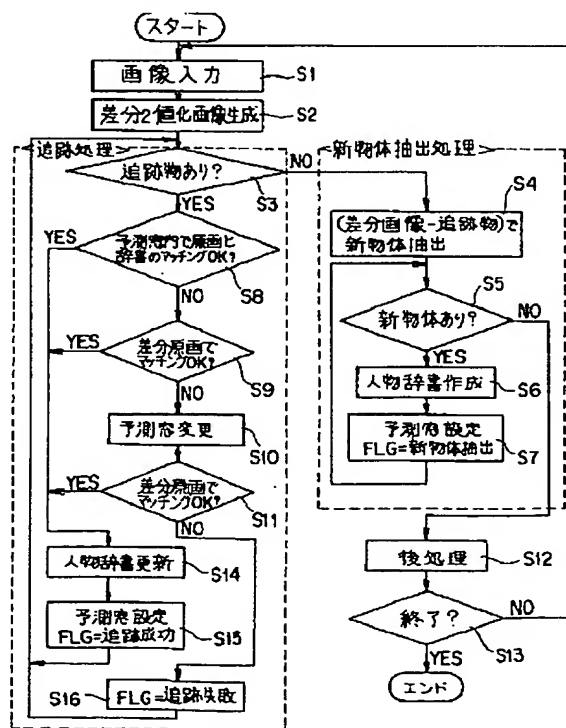 スタート
画像入力
S1
差分2値化画像生成
S2
追跡処理
追跡物あり?
NO
S3
YES
予測窓内で原画と
辞書のマッチングOK?
YES
S8
NO
差分原画で
マッチングOK?
YES
S9
NO
予測窓変更
S10
差分原画で
マッチングOK?
YES
S11
NO
人物辞書更新
S14
予測窓設定
FLG=追跡成功
S15
S16
FLG=追跡失敗
新物体抽出処理
S4
(差分画像-追跡物)で
新物体抽出
S5
新物体あり?
NO
YES
人物辞書作成
S6
予測窓設定
FLG=新物体抽出
S7
後処理
S12
終了?
NO
S13
YES
エンド